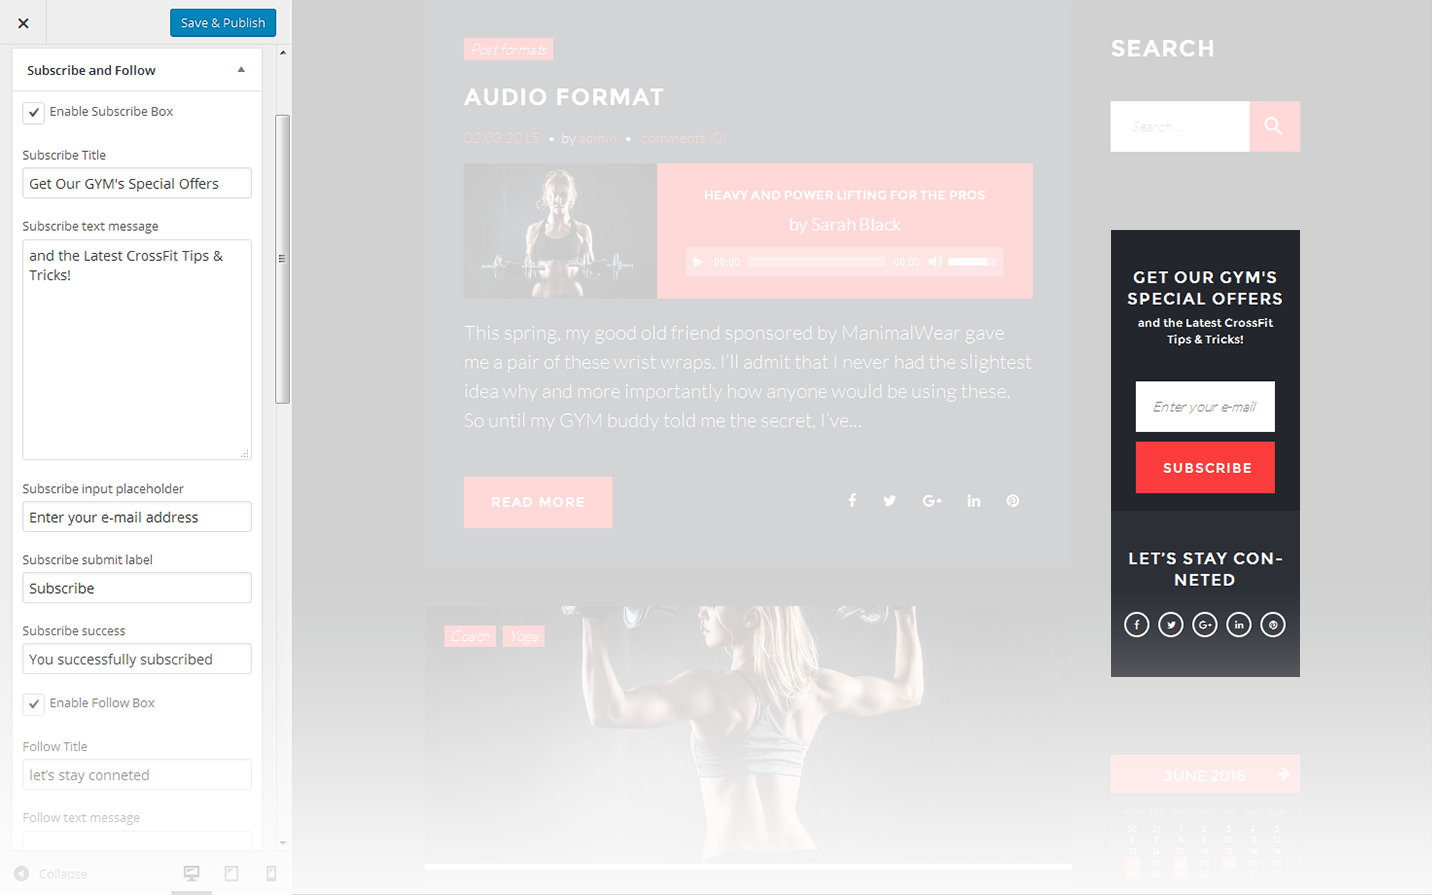 Save & Publish
Subscribe and Follow
Enable Subscribe Box
Subscribe Title
Get Our GYM's Special Offers
Subscribe text message
and the Latest CrossFit Tips &
Tricks!
Subscribe input placeholder
Enter your e-mail address
Subscribe submit label
Subscribe
Subscribe success
You successfully subscribed
Enable Follow Box
Follow Title
let's stay conneted
Follow text message
Collapse
Post formats
AUDIO FORMAT
02.03.2015 • by admin • comments (0)
HEAVY AND POWER LIFTING FOR THE PROS
by Sarah Black
00:00 00:00
This spring, my good old friend sponsored by ManimalWear gave
me a pair of these wrist wraps. I'll admit that I never had the slightest
idea why and more importantly how anyone would be using these.
So until my GYM buddy told me the secret, I've...
READ MORE
Coach Yoga
SEARCH
Search ..
GET OUR GYM'S
SPECIAL OFFERS
and the Latest CrossFit
Tips & Tricks!
Enter your e-mail
SUBSCRIBE
LET'S STAY CON-
NETED
JUNE 2016